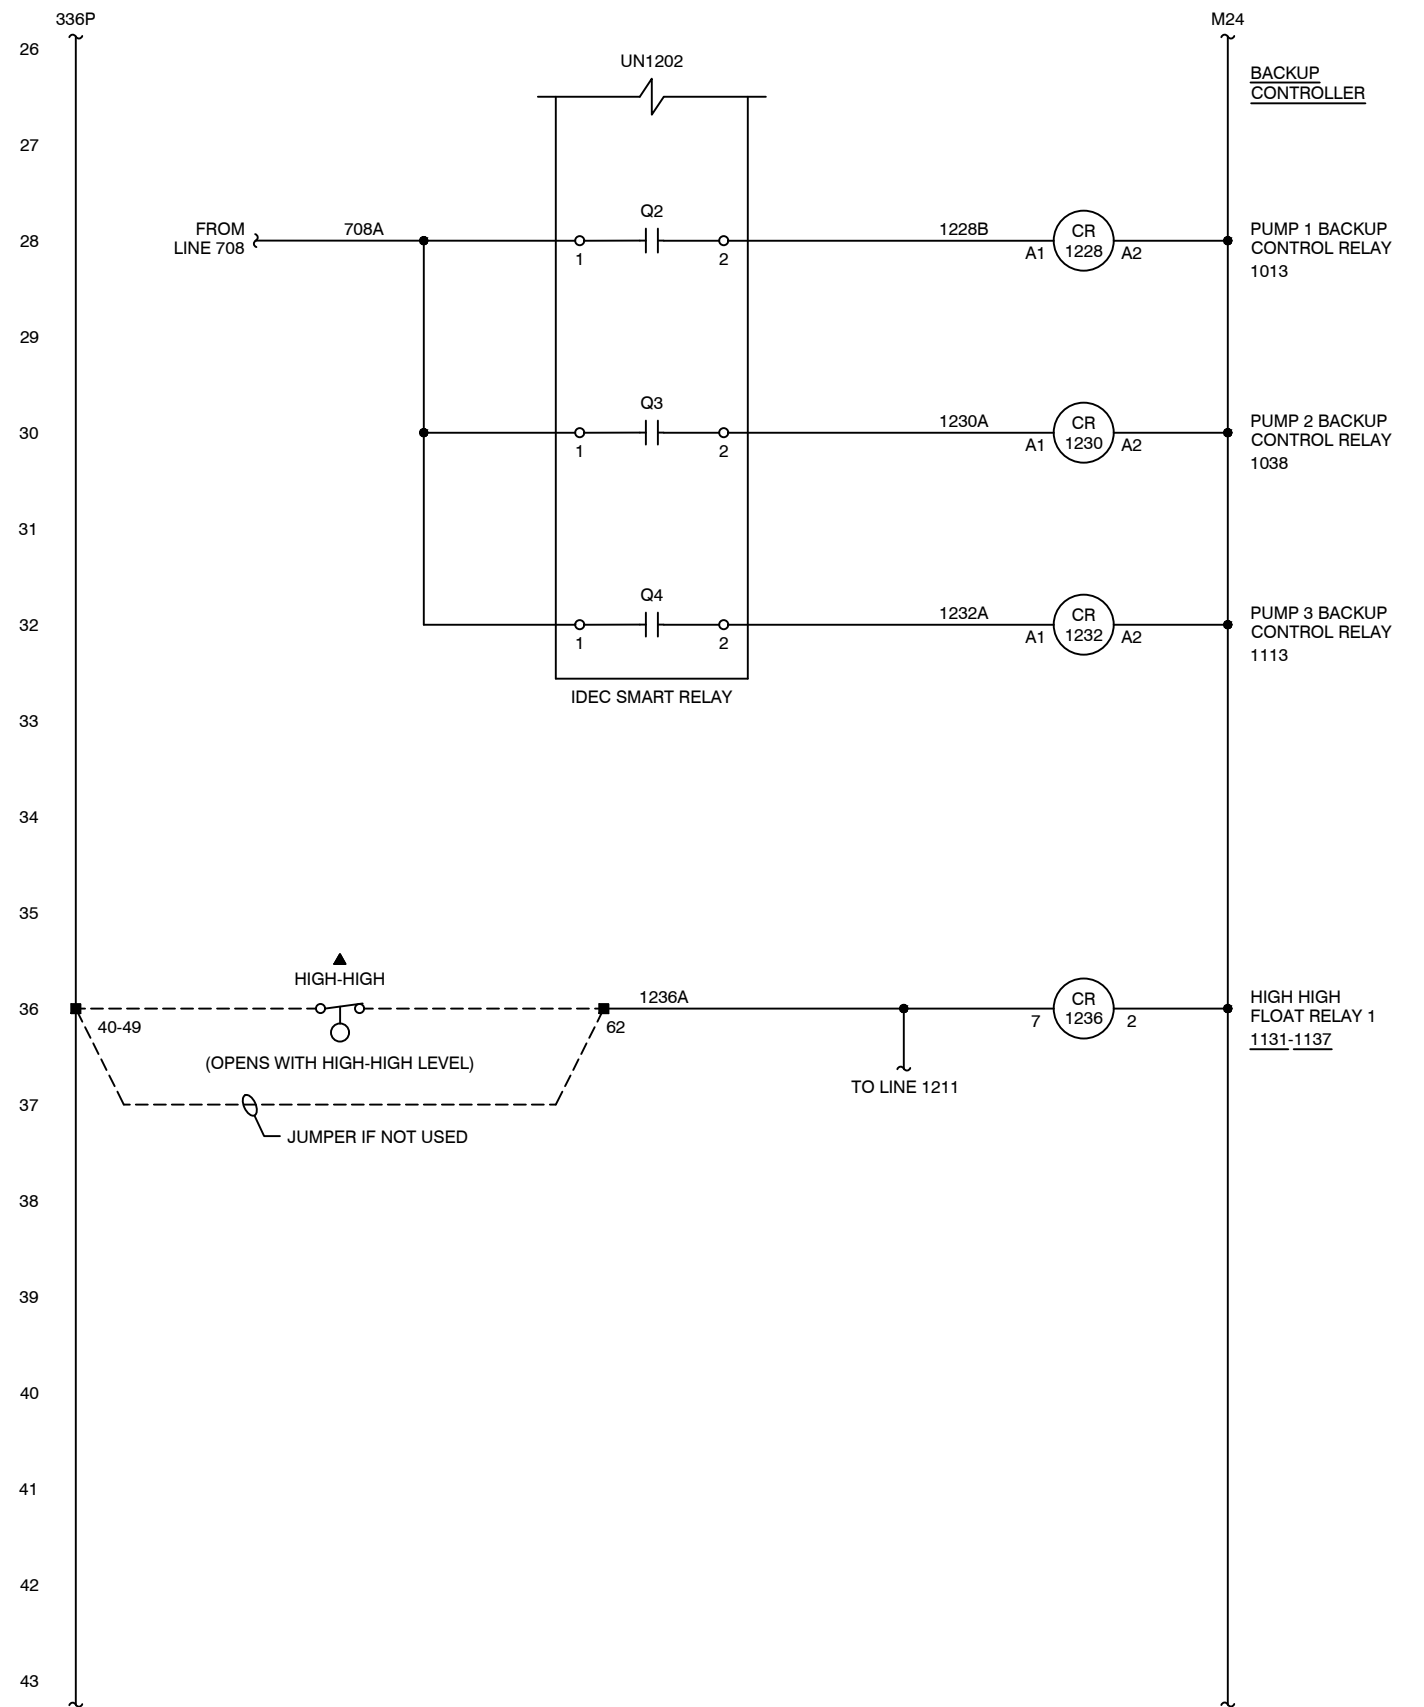 336P
M24
26
UN1202
BACKUP
CONTROLLER
27
Q2
FROM
LINE 708
708A
1228B
CR
1228
PUMP 1 BACKUP
CONTROL RELAY
1013
28
1
2
A1
A2
29
Q3
1230A
CR
1230
PUMP 2 BACKUP
CONTROL RELAY
1038
30
1
2
A1
A2
31
Q4
1232A
CR
1232
PUMP 3 BACKUP
CONTROL RELAY
1113
32
1
2
A1
A2
IDEC SMART RELAY
33
34
35
HIGH-HIGH
36
40-49
62
1236A
7
CR
1236
2
HIGH HIGH
FLOAT RELAY 1
1131-1137
(OPENS WITH HIGH-HIGH LEVEL)
TO LINE 1211
37
JUMPER IF NOT USED
38
39
40
41
42
43